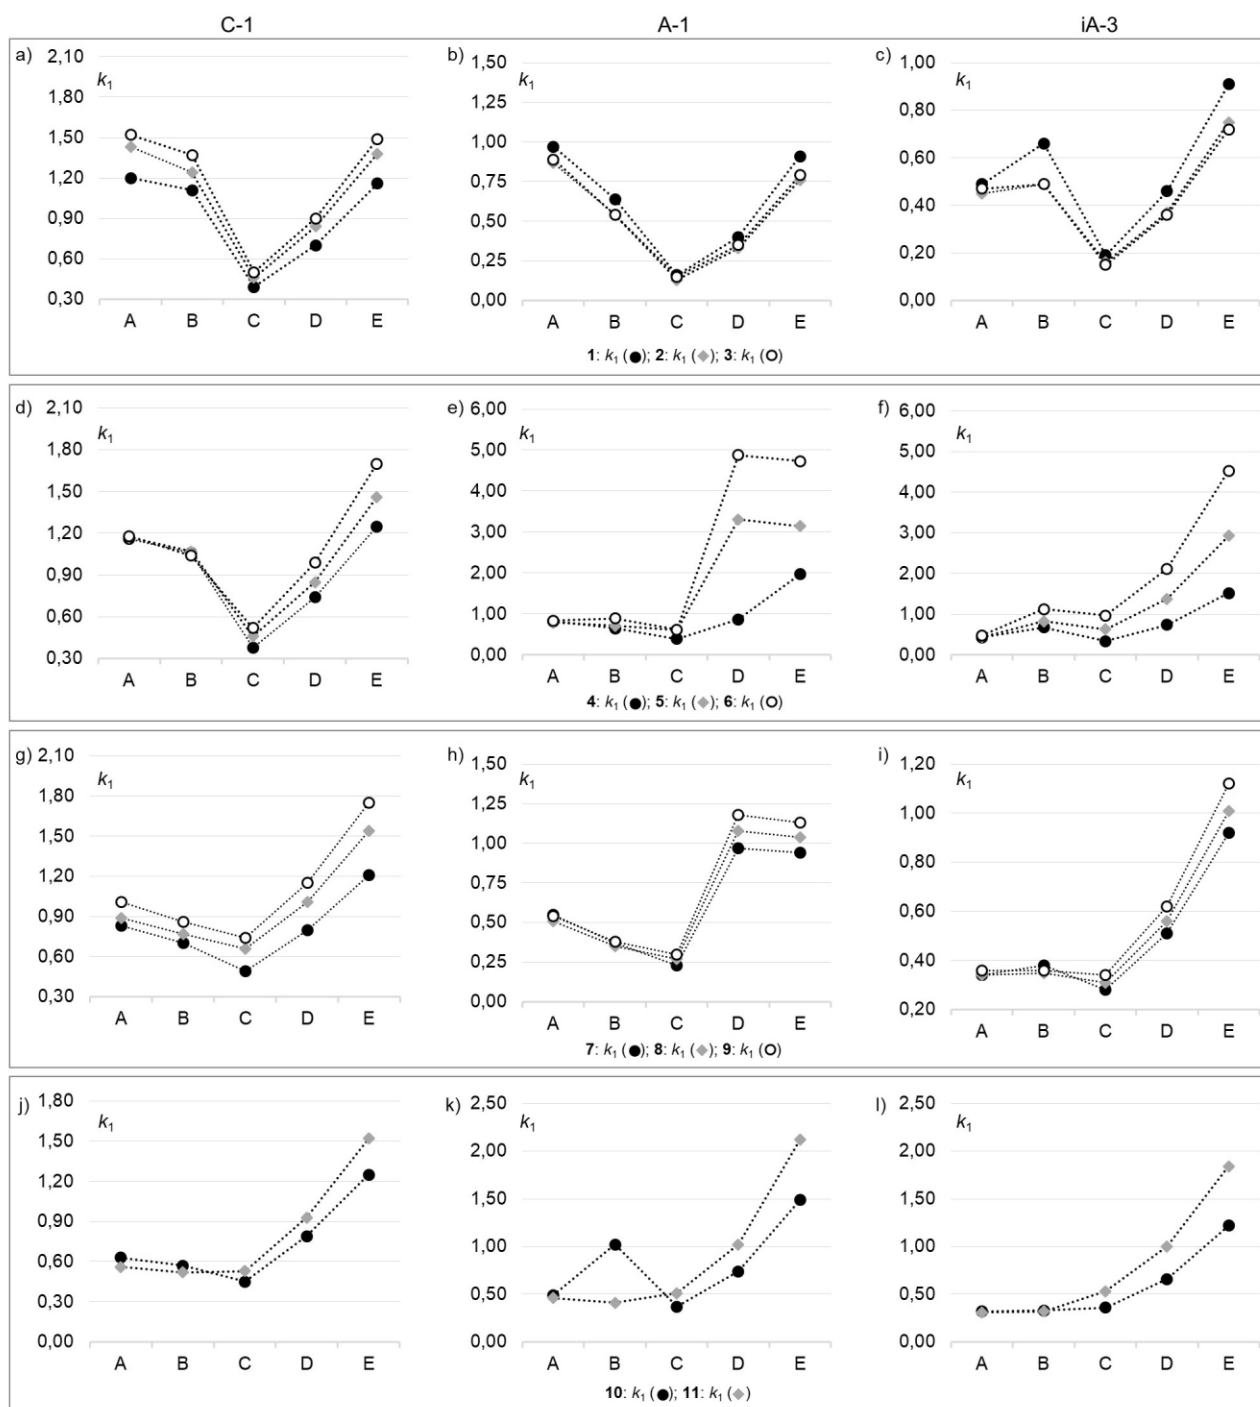 C-1 A-1 iA-3
a) 2,10 1,80 1,50 1,20 0,90 0,60 0,30
k1
A B C D E
b) 1,50 1,25 1,00 0,75 0,50 0,25 0,00
k1
A B C D E
c) 1,00 0,80 0,60 0,40 0,20 0,00
k1
A B C D E
1: k1 (●); 2: k1 (◆); 3: k1 (O)
d) 2,10 1,80 1,50 1,20 0,90 0,60 0,30
k1
A B C D E
e) 6,00 5,00 4,00 3,00 2,00 1,00 0,00
k1
A B C D E
f) 6,00 5,00 4,00 3,00 2,00 1,00 0,00
k1
A B C D E
4: k1 (●); 5: k1 (◆); 6: k1 (O)
g) 2,10 1,80 1,50 1,20 0,90 0,60 0,30
k1
A B C D E
h) 1,50 1,25 1,00 0,75 0,50 0,25 0,00
k1
A B C D E
i) 1,20 1,00 0,80 0,60 0,40 0,20
k1
A B C D E
7: k1 (●); 8: k1 (◆); 9: k1 (O)
j) 1,80 1,50 1,20 0,90 0,60 0,30 0,00
k1
A B C D E
k) 2,50 2,00 1,50 1,00 0,50 0,00
k1
A B C D E
l) 2,50 2,00 1,50 1,00 0,50 0,00
k1
A B C D E
10: k1 (●); 11: k1 (◆)